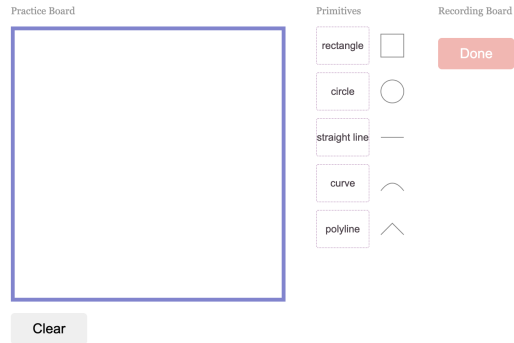 Practice Board
Primitives
Recording Board
rectangle
Done
circle
straight line
curve
polyline
Clear